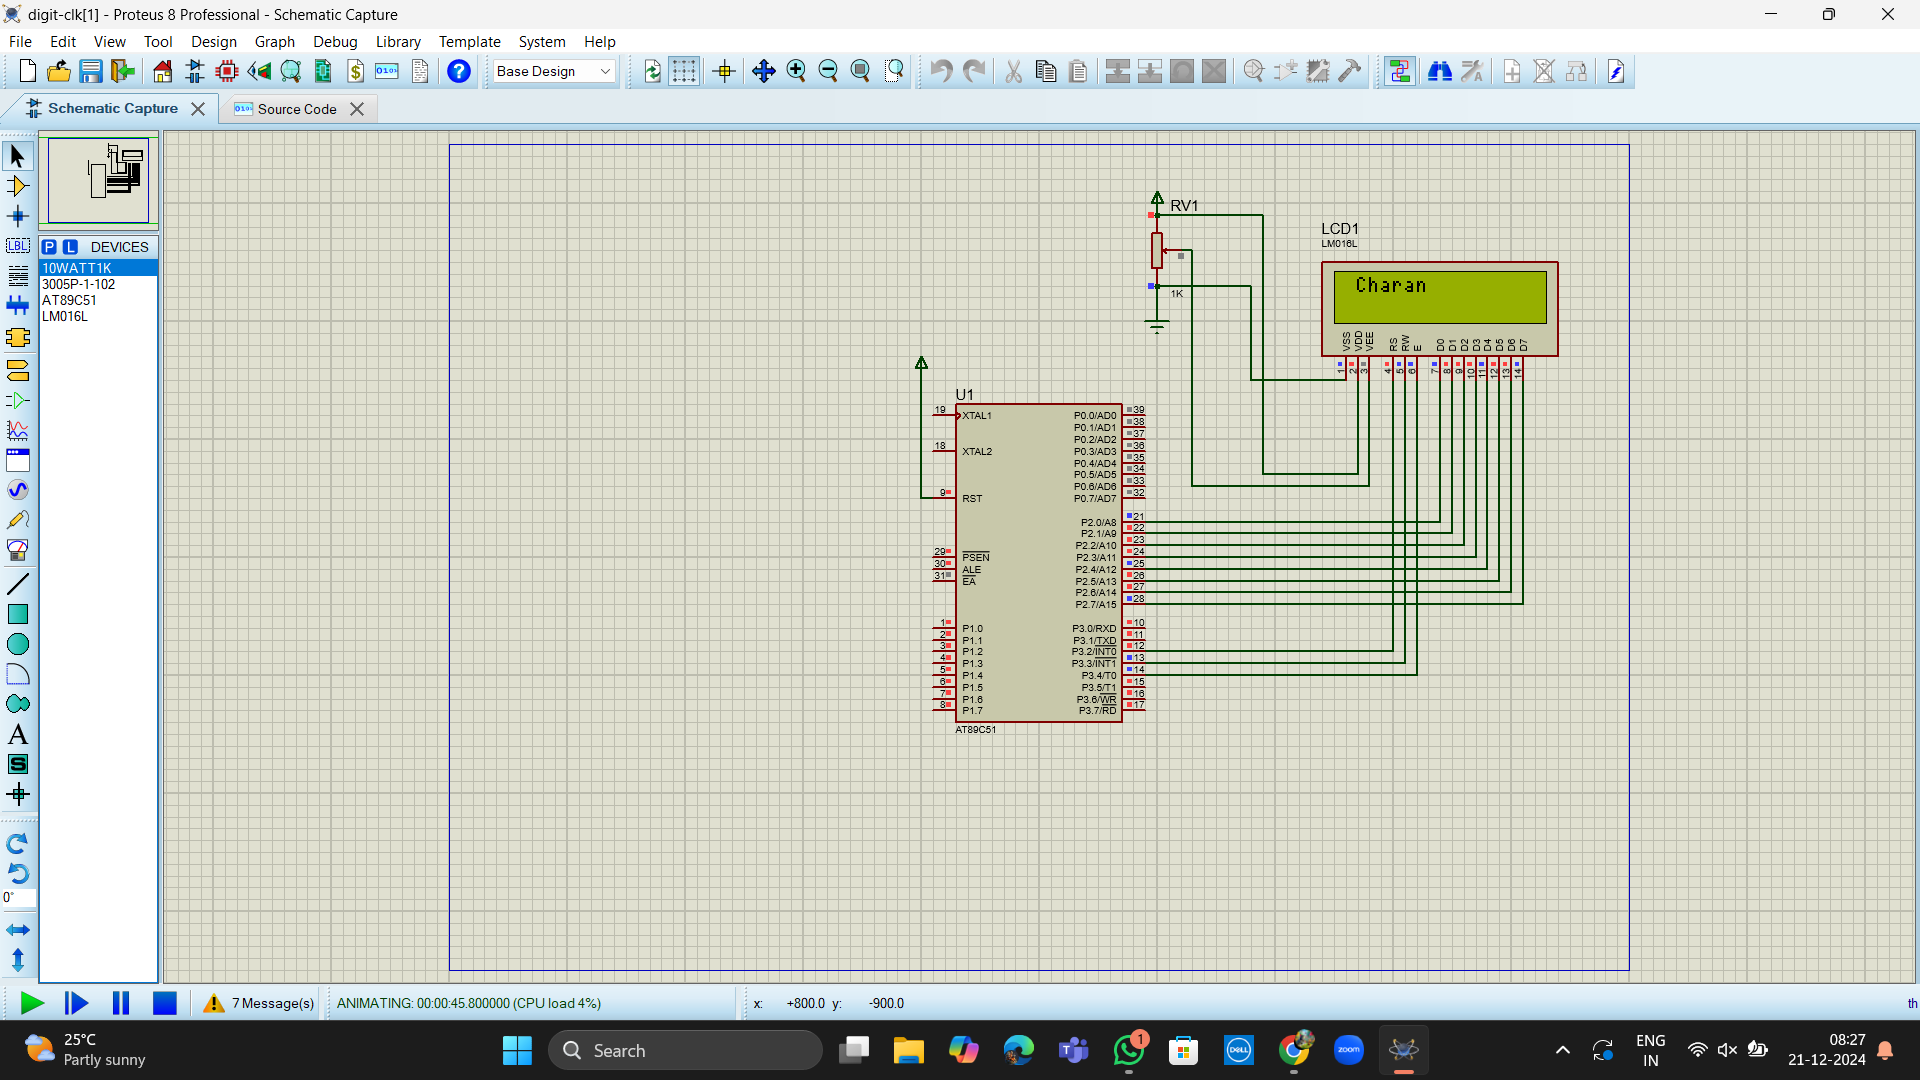 digit-clk[1] - Proteus 8 Professional - Schematic Capture
File Edit View Tool Design Graph Debug Library Template System Help
Base Design
Schematic Capture
Source Code
P L DEVICES
10WATT1K
3005P-1-102
AT89C51
LM016L
LBL
A
S
0°
RV1
1K
LCD1
LM016L
Charan
VSS VDD VEE RS RW E D0 D1 D2 D3 D4 D5 D6 D7
1 2 3 4 5 6 7 8 9 10 11 12 13 14
U1
19 XTAL1 P0.0/AD0 39
P0.1/AD1 38
P0.2/AD2 37
18 XTAL2 P0.3/AD3 36
P0.4/AD4 35
P0.5/AD5 34
P0.6/AD6 33
9 RST P0.7/AD7 32
P2.0/A8 21
P2.1/A9 22
P2.2/A10 23
29 PSEN P2.3/A11 24
30 ALE P2.4/A12 25
31 EA P2.5/A13 26
P2.6/A14 27
P2.7/A15 28
1 P1.0 P3.0/RXD 10
2 P1.1 P3.1/TXD 11
3 P1.2 P3.2/INT0 12
4 P1.3 P3.3/INT1 13
5 P1.4 P3.4/T0 14
6 P1.5 P3.5/T1 15
7 P1.6 P3.6/WR 16
8 P1.7 P3.7/RD 17
AT89C51
7 Message(s) ANIMATING: 00:00:45.800000 (CPU load 4%) x: +800.0 y: -900.0 th
25°C
Partly sunny
Search
1
DELL
zoom
ENG
IN
08:27
21-12-2024